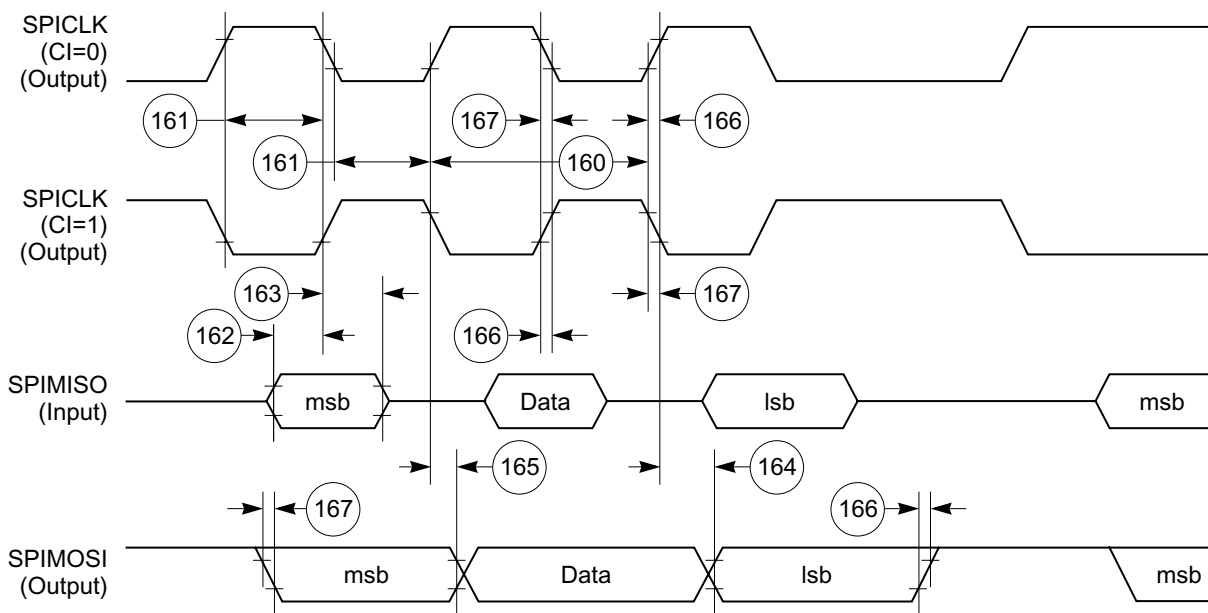 SPICLK
(CI=0)
(Output)
161
167
166
161
160
SPICLK
(CI=1)
(Output)
163
167
162
166
SPIMISO
(Input)
msb
Data
lsb
msb
165
164
167
166
SPIMOSI
(Output)
msb
Data
lsb
msb